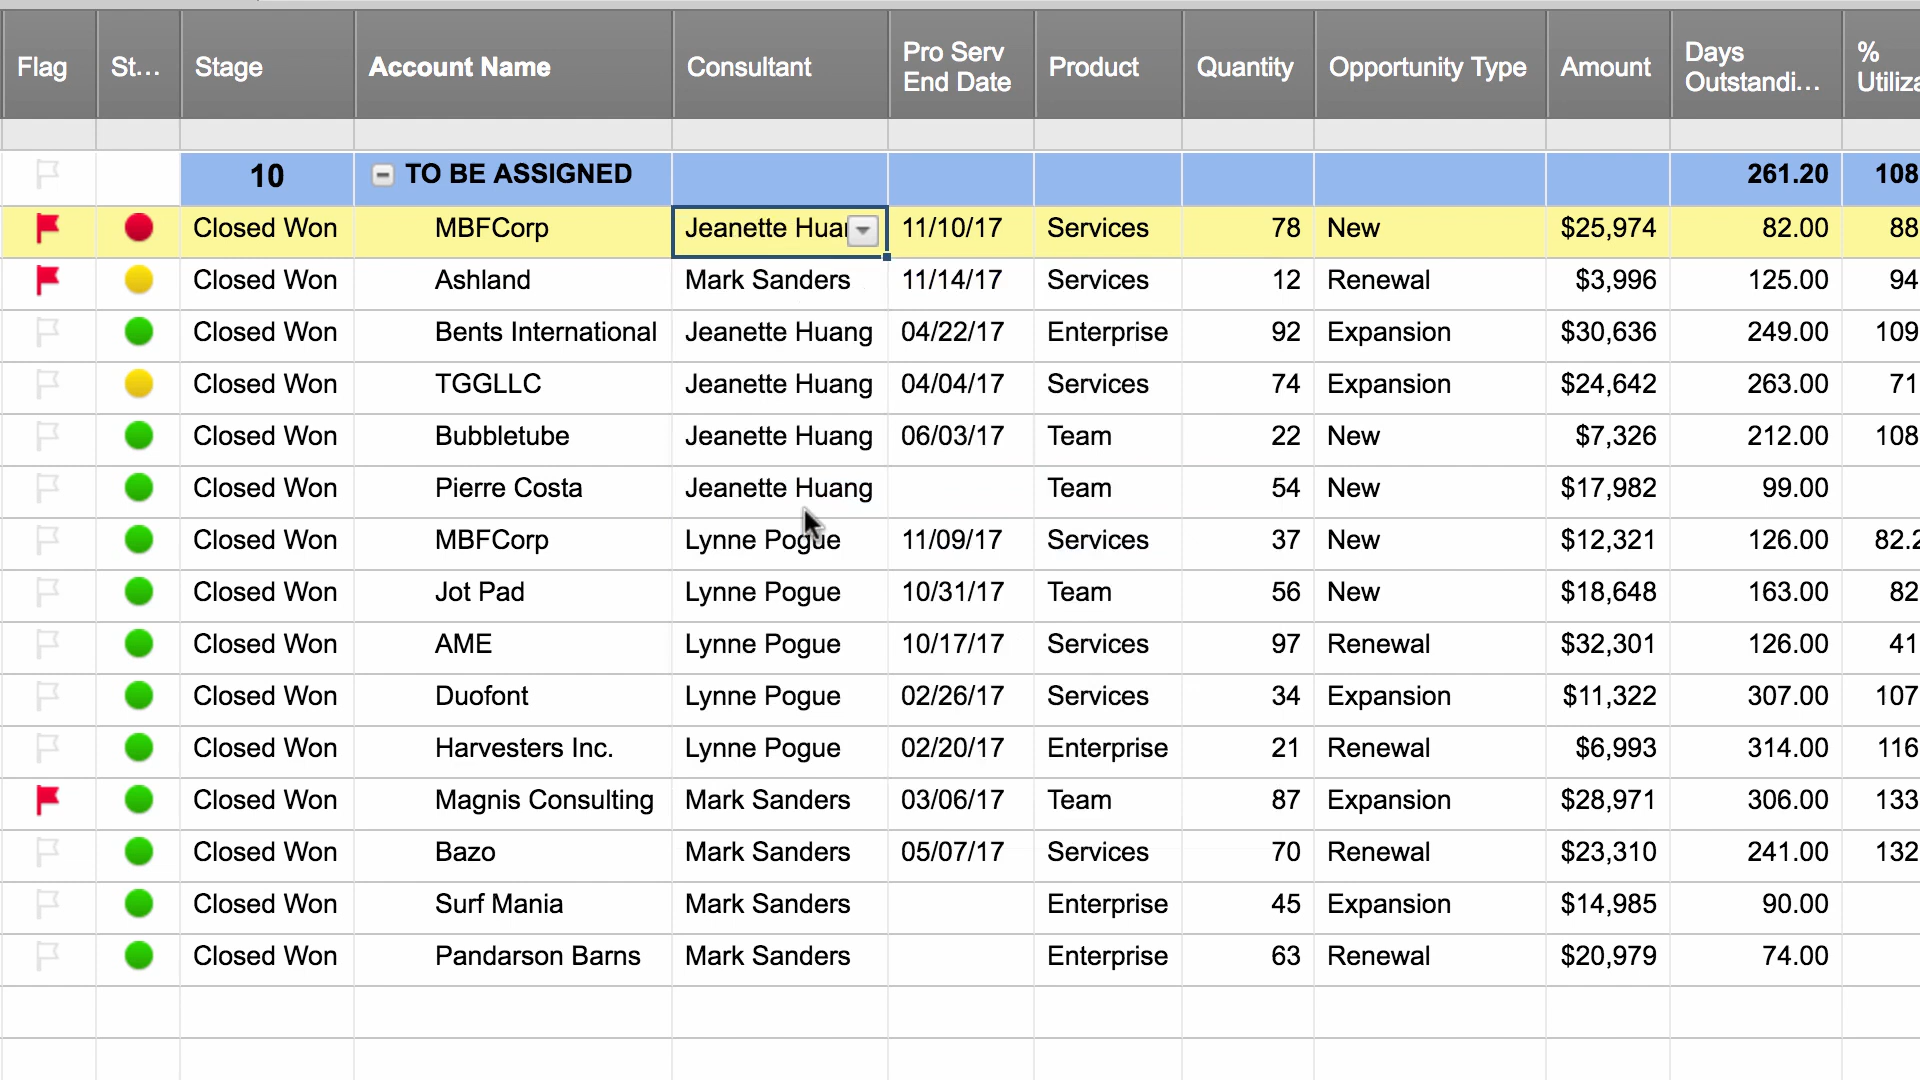 Flag St... Stage Account Name Consultant Pro Serv End Date Product Quantity Opportunity Type Amount Days Outstandi... % Utiliza
10 TO BE ASSIGNED 261.20 108
Closed Won MBFCorp Jeanette Hua 11/10/17 Services 78 New $25,974 82.00 88
Closed Won Ashland Mark Sanders 11/14/17 Services 12 Renewal $3,996 125.00 94
Closed Won Bents International Jeanette Huang 04/22/17 Enterprise 92 Expansion $30,636 249.00 109
Closed Won TGGLLC Jeanette Huang 04/04/17 Services 74 Expansion $24,642 263.00 71
Closed Won Bubbletube Jeanette Huang 06/03/17 Team 22 New $7,326 212.00 108
Closed Won Pierre Costa Jeanette Huang Team 54 New $17,982 99.00
Closed Won MBFCorp Lynne Pogue 11/09/17 Services 37 New $12,321 126.00 82.2
Closed Won Jot Pad Lynne Pogue 10/31/17 Team 56 New $18,648 163.00 82
Closed Won AME Lynne Pogue 10/17/17 Services 97 Renewal $32,301 126.00 41
Closed Won Duofont Lynne Pogue 02/26/17 Services 34 Expansion $11,322 307.00 107
Closed Won Harvesters Inc. Lynne Pogue 02/20/17 Enterprise 21 Renewal $6,993 314.00 116
Closed Won Magnis Consulting Mark Sanders 03/06/17 Team 87 Expansion $28,971 306.00 133
Closed Won Bazo Mark Sanders 05/07/17 Services 70 Renewal $23,310 241.00 132
Closed Won Surf Mania Mark Sanders Enterprise 45 Expansion $14,985 90.00
Closed Won Pandarson Barns Mark Sanders Enterprise 63 Renewal $20,979 74.00